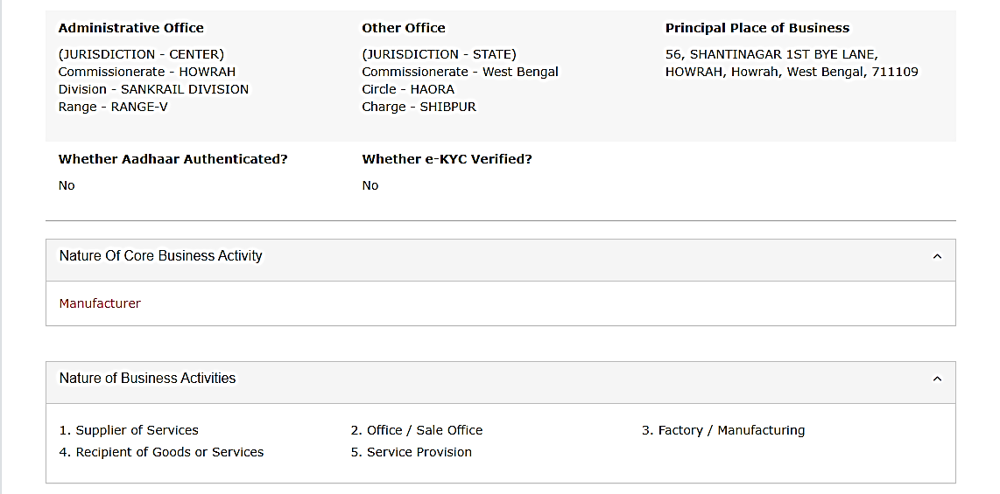 Administrative Office
(JURISDICTION - CENTER)
Commissionerate - HOWRAH
Division - SANKRAIL DIVISION
Range - RANGE-V
Other Office
(JURISDICTION - STATE)
Commissionerate - West Bengal
Circle - HAORA
Charge - SHIBPUR
Principal Place of Business
56, SHANTINAGAR 1ST BYE LANE,
HOWRAH, Howrah, West Bengal, 711109
Whether Aadhaar Authenticated?
No
Whether e-KYC Verified?
No
Nature Of Core Business Activity
Manufacturer
Nature of Business Activities
1. Supplier of Services
2. Office / Sale Office
3. Factory / Manufacturing
4. Recipient of Goods or Services
5. Service Provision